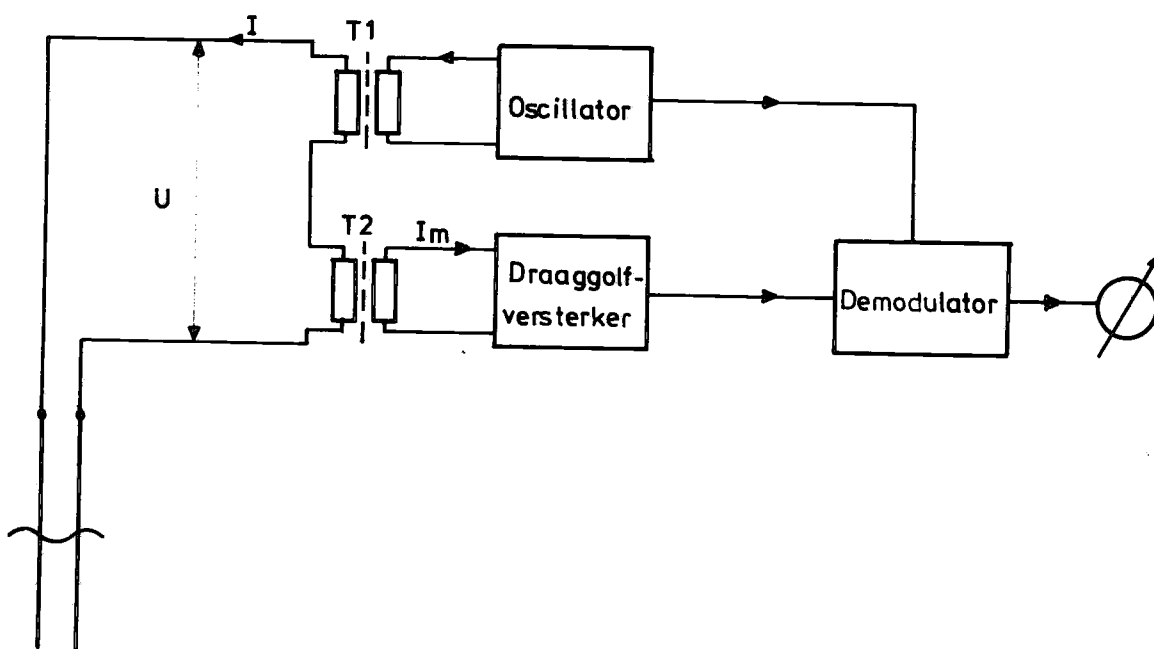 I
T1
Oscillator
U
T2
Im
Draaggolf-
versterker
Demodulator